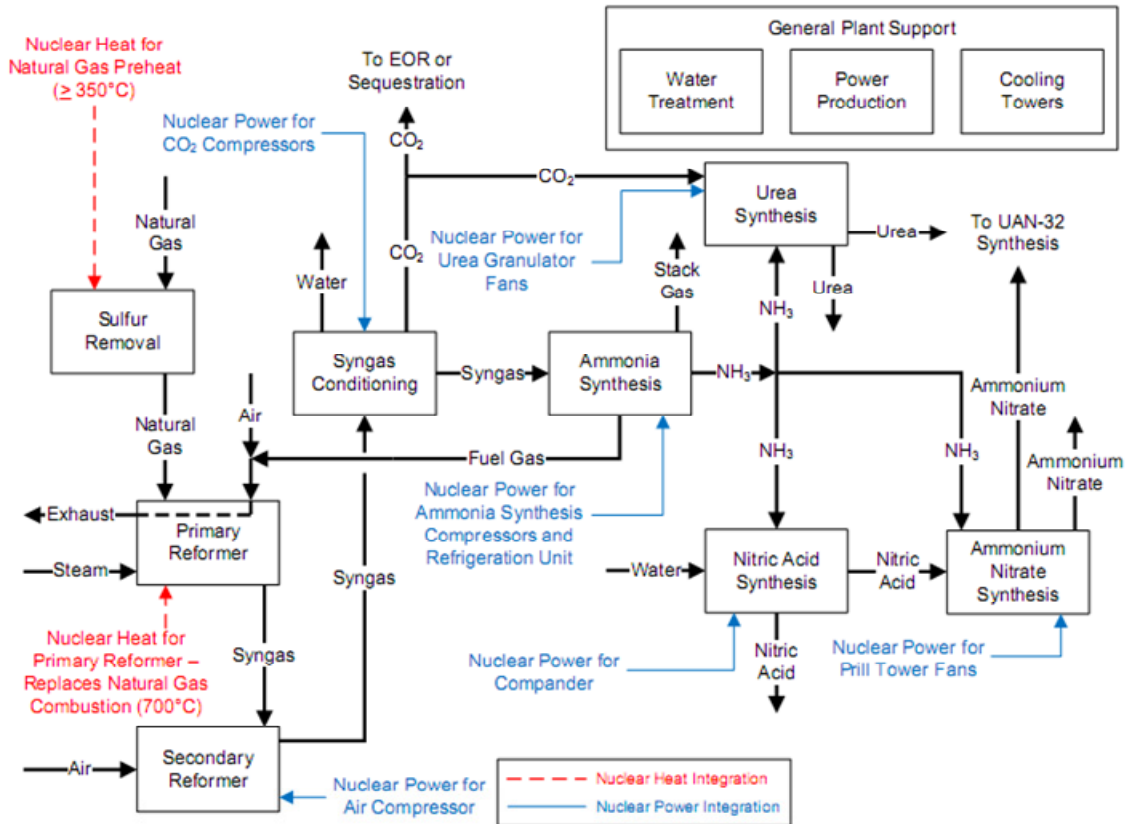 Nuclear Heat for
Natural Gas Preheat
(≥ 350°C)
To EOR or
Sequestration
Nuclear Power for
CO₂ Compressors
General Plant Support
Water
Treatment
Power
Production
Cooling
Towers
CO₂
CO₂
CO₂
Urea
Synthesis
Urea
Urea
To UAN-32
Synthesis
Natural
Gas
Sulfur
Removal
Natural
Gas
Water
Nuclear Power for
Urea Granulator
Fans
Stack
Gas
NH₃
Syngas
Conditioning
Syngas
Ammonia
Synthesis
NH₃
Ammonium
Nitrate
Ammonium
Nitrate
Air
Fuel Gas
NH₃
NH₃
Exhaust
Primary
Reformer
Steam
Nuclear Power for
Ammonia Synthesis
Compressors and
Refrigeration Unit
Syngas
Water
Nitric Acid
Synthesis
Nitric
Acid
Ammonium
Nitrate Synthesis
Nuclear Heat for
Primary Reformer –
Replaces Natural Gas
Combustion (700°C)
Syngas
Nuclear Power for
Compander
Nitric
Acid
Nuclear Power for
Prill Tower Fans
Air
Secondary
Reformer
Nuclear Power for
Air Compressor
Nuclear Heat Integration
Nuclear Power Integration